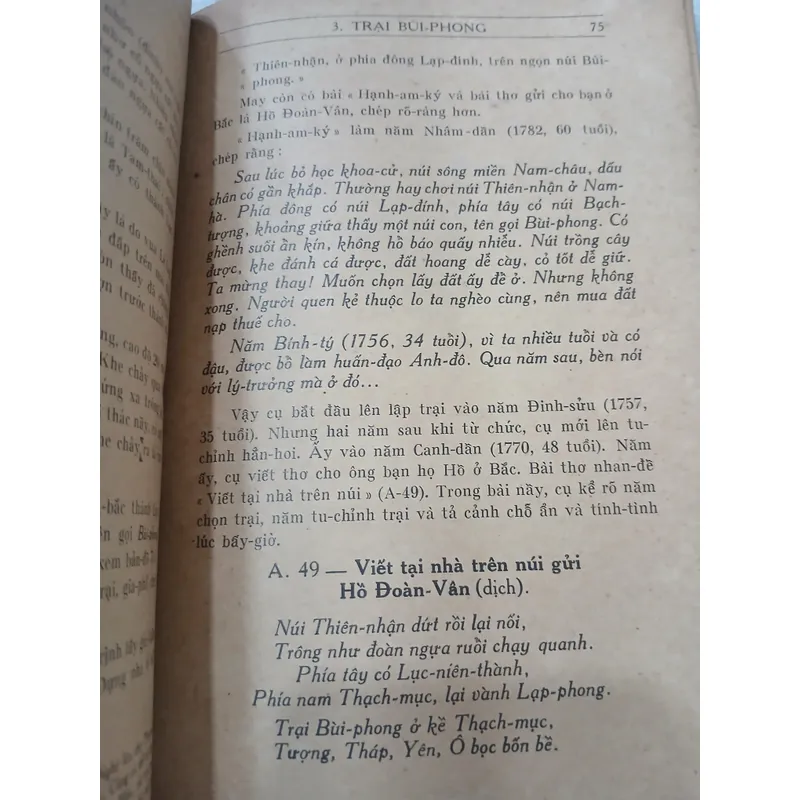 3. TRẠI BÙI-PHONG 75
« Thiên-nhận, ở phía đông Lạp-đỉnh, trên ngọn núi Bùi-
« phong. »
May còn có bài « Hạnh-am-ký và bài thơ gửi cho bạn ở
Bắc là Hồ Đoàn-Vân, chép rõ-ràng hơn.
« Hạnh-am-ký » làm năm Nhâm-dần (1782, 60 tuổi),
chép rằng :
Sau lúc bỏ học khoa-cử, núi sông miền Nam-châu, dấu
chân có gần khắp. Thường hay chơi núi Thiên-nhận ở Nam-
hà. Phía đông có núi Lạp-đính, phía tây có núi Bạch-
tượng, khoảng giữa thấy một núi con, tên gọi Bùi-phong. Có
ghềnh suối ẩn kín, không hồ báo quấy nhiễu. Núi trồng cây
được, khe đánh cá được, đất hoang dễ cày, cỏ tốt dễ giữ.
Ta mừng thay! Muốn chọn lấy đất ấy để ở. Nhưng không
xong. Người quen kẻ thuộc lo ta nghèo cùng, nên mua đất
nạp thuế cho.
Năm Bính-tý (1756, 34 tuổi), vì ta nhiều tuổi và có
đậu, được bổ làm huấn-đạo Anh-đô. Qua năm sau, bèn nói
với lý-trưởng mà ở đó...
Vậy cụ bắt đầu lên lập trại vào năm Đinh-sửu (1757,
35 tuổi). Nhưng hai năm sau khi từ chức, cụ mới lên tu-
chỉnh hẳn-hoi. Ấy vào năm Canh-dần (1770, 48 tuổi). Năm
ấy, cụ viết thơ cho ông bạn họ Hồ ở Bắc. Bài thơ nhan-đề
« Viết tại nhà trên núi » (A-49). Trong bài nầy, cụ kể rõ năm
chọn trại, năm tu-chỉnh trại và tả cảnh chỗ ẩn và tính-tình
lúc bấy-giờ.
A. 49 — Viết tại nhà trên núi gửi
Hồ Đoàn-Vân (dịch).
Núi Thiên-nhận dứt rồi lại nối,
Trông như đoàn ngựa ruồi chạy quanh.
Phía tây có Lục-niên-thành,
Phía nam Thạch-mục, lại vành Lạp-phong.
Trại Bùi-phong ở kề Thạch-mục,
Tượng, Tháp, Yên, Ô bọc bốn bề.